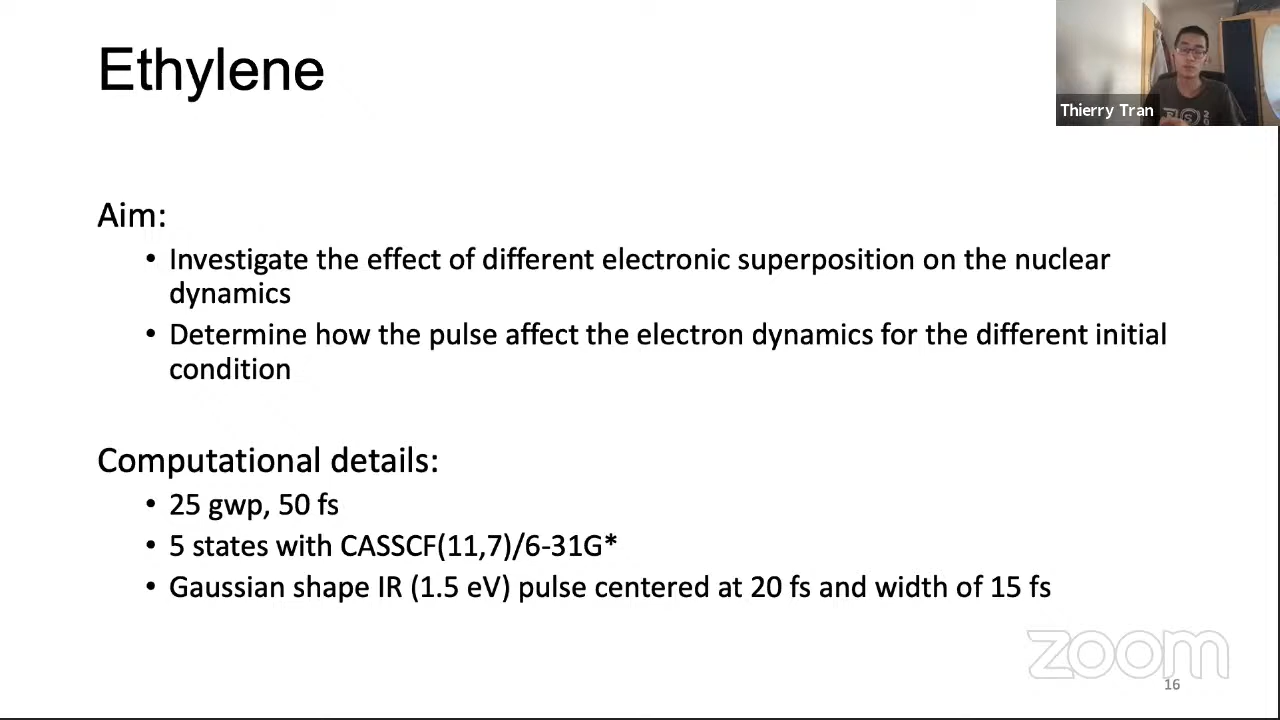 Ethylene
Thierry Tran
Aim:
• Investigate the effect of different electronic superposition on the nuclear
dynamics
• Determine how the pulse affect the electron dynamics for the different initial
condition
Computational details:
• 25 gwp, 50 fs
• 5 states with CASSCF(11,7)/6-31G*
• Gaussian shape IR (1.5 eV) pulse centered at 20 fs and width of 15 fs
zoom
16